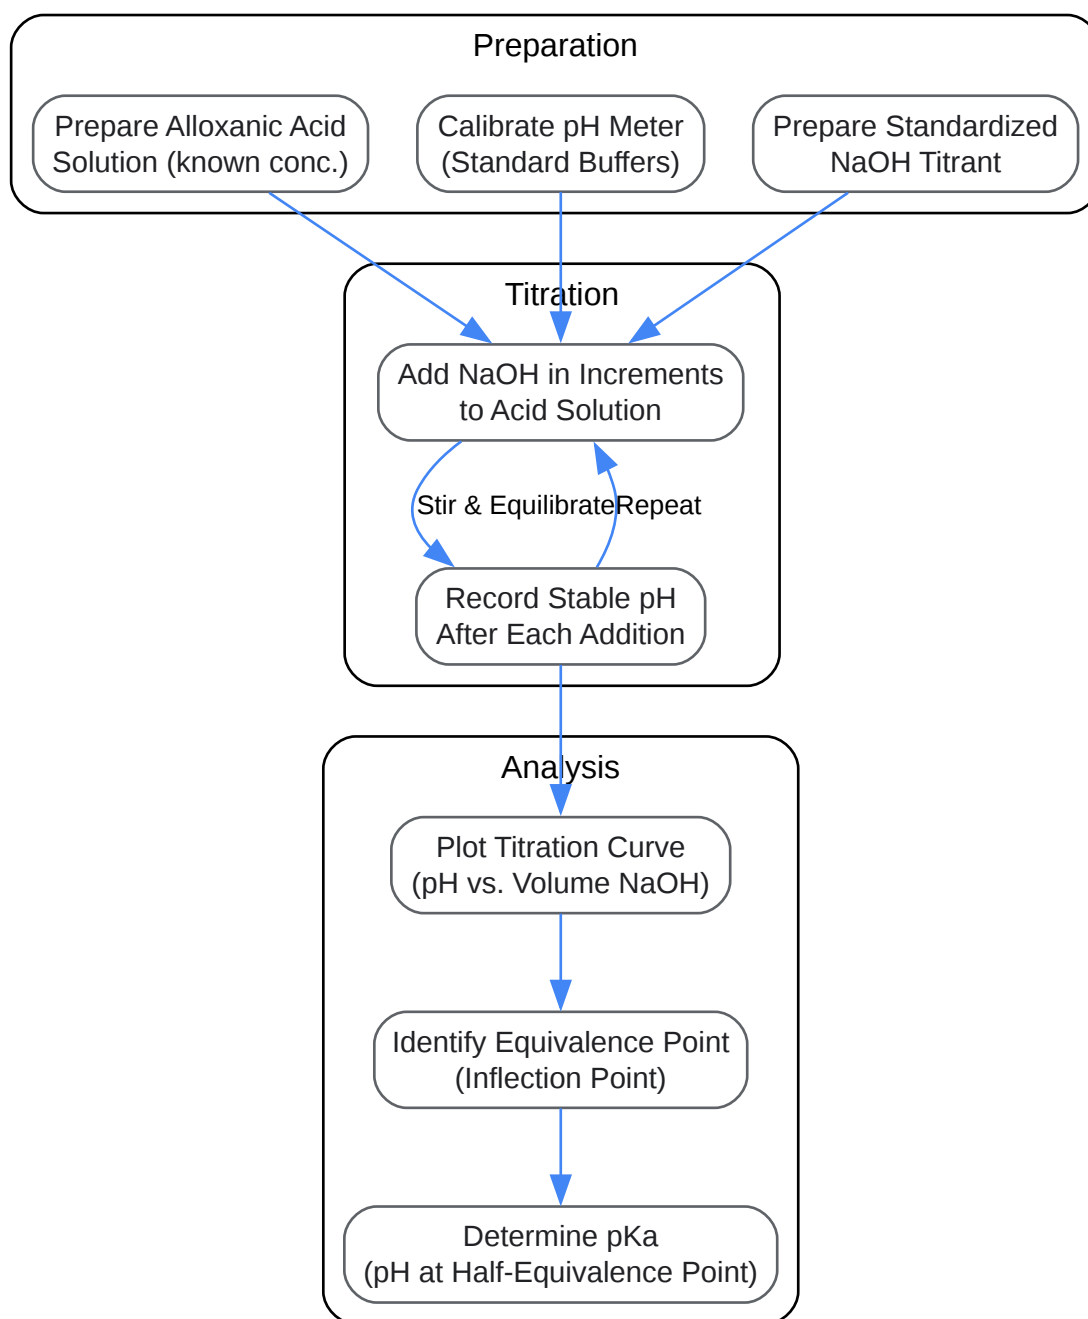 Preparation
Prepare Alloxanic Acid
Solution (known conc.)
Calibrate pH Meter
(Standard Buffers)
Prepare Standardized
NaOH Titrant
Titration
Add NaOH in Increments
to Acid Solution
Stir & Equilibrate
Repeat
Record Stable pH
After Each Addition
Analysis
Plot Titration Curve
(pH vs. Volume NaOH)
Identify Equivalence Point
(Inflection Point)
Determine pKa
(pH at Half-Equivalence Point)